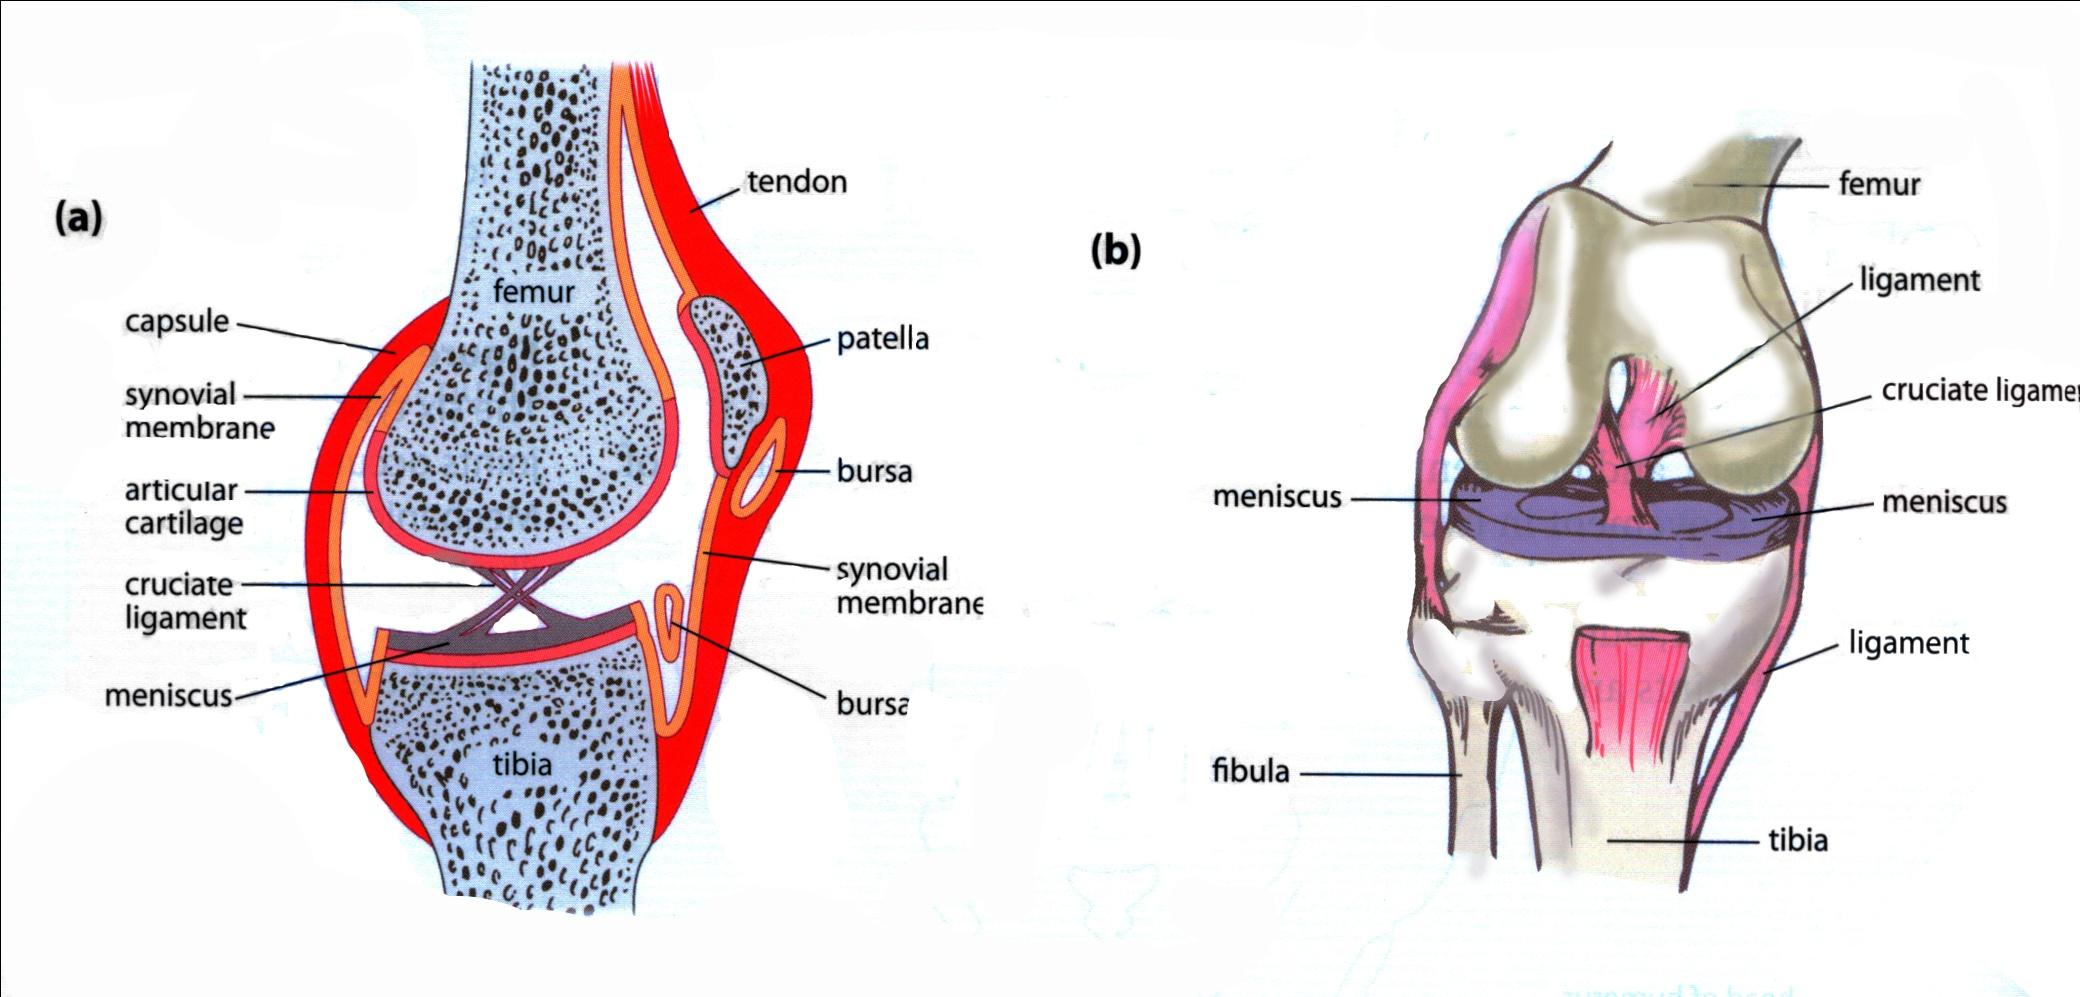 (a)
tendon
femur
capsule
patella
synovial
membrane
bursa
articular
cartilage
synovial
membrane
cruciate
ligament
meniscus
bursa
tibia
(b)
femur
ligament
cruciate ligame
meniscus
meniscus
ligament
fibula
tibia